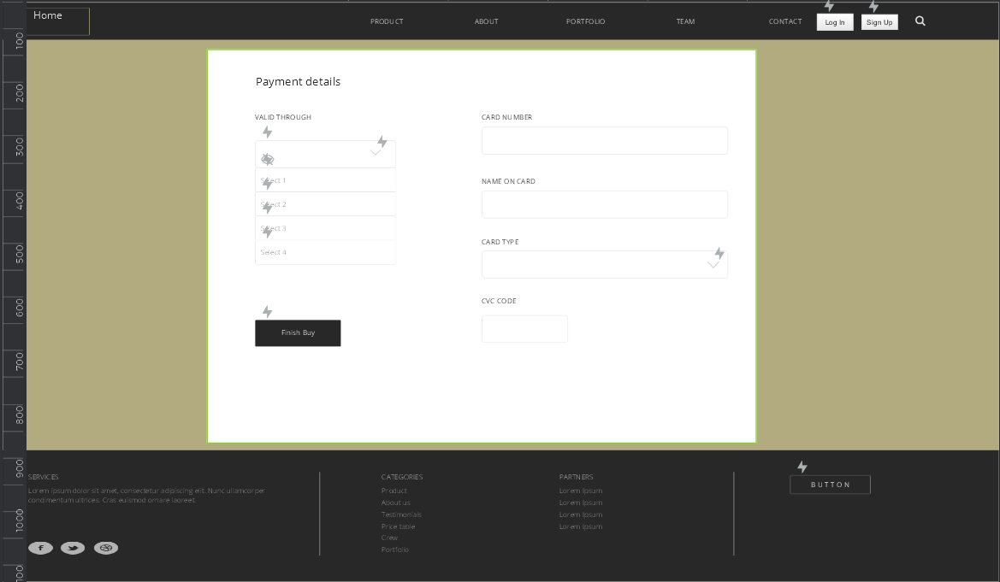 Home
PRODUCT
ABOUT
PORTFOLIO
TEAM
CONTACT
Log In
Sign Up
100
200
300
400
500
600
700
800
900
1000
Payment details
VALID THROUGH
Select 1
Select 2
Select 3
Select 4
Finish Buy
CARD NUMBER
NAME ON CARD
CARD TYPE
CVC CODE
SERVICES
Lorem ipsum dolor sit amet, consectetur adipiscing elit. Nunc ullamcorper
condimentum ultrices. Cras euismod ornare laoreet.
CATEGORIES
Product
About us
Testimonials
Price table
Crew
Portfolio
PARTNERS
Lorem Ipsum
Lorem Ipsum
Lorem Ipsum
Lorem Ipsum
BUTTON